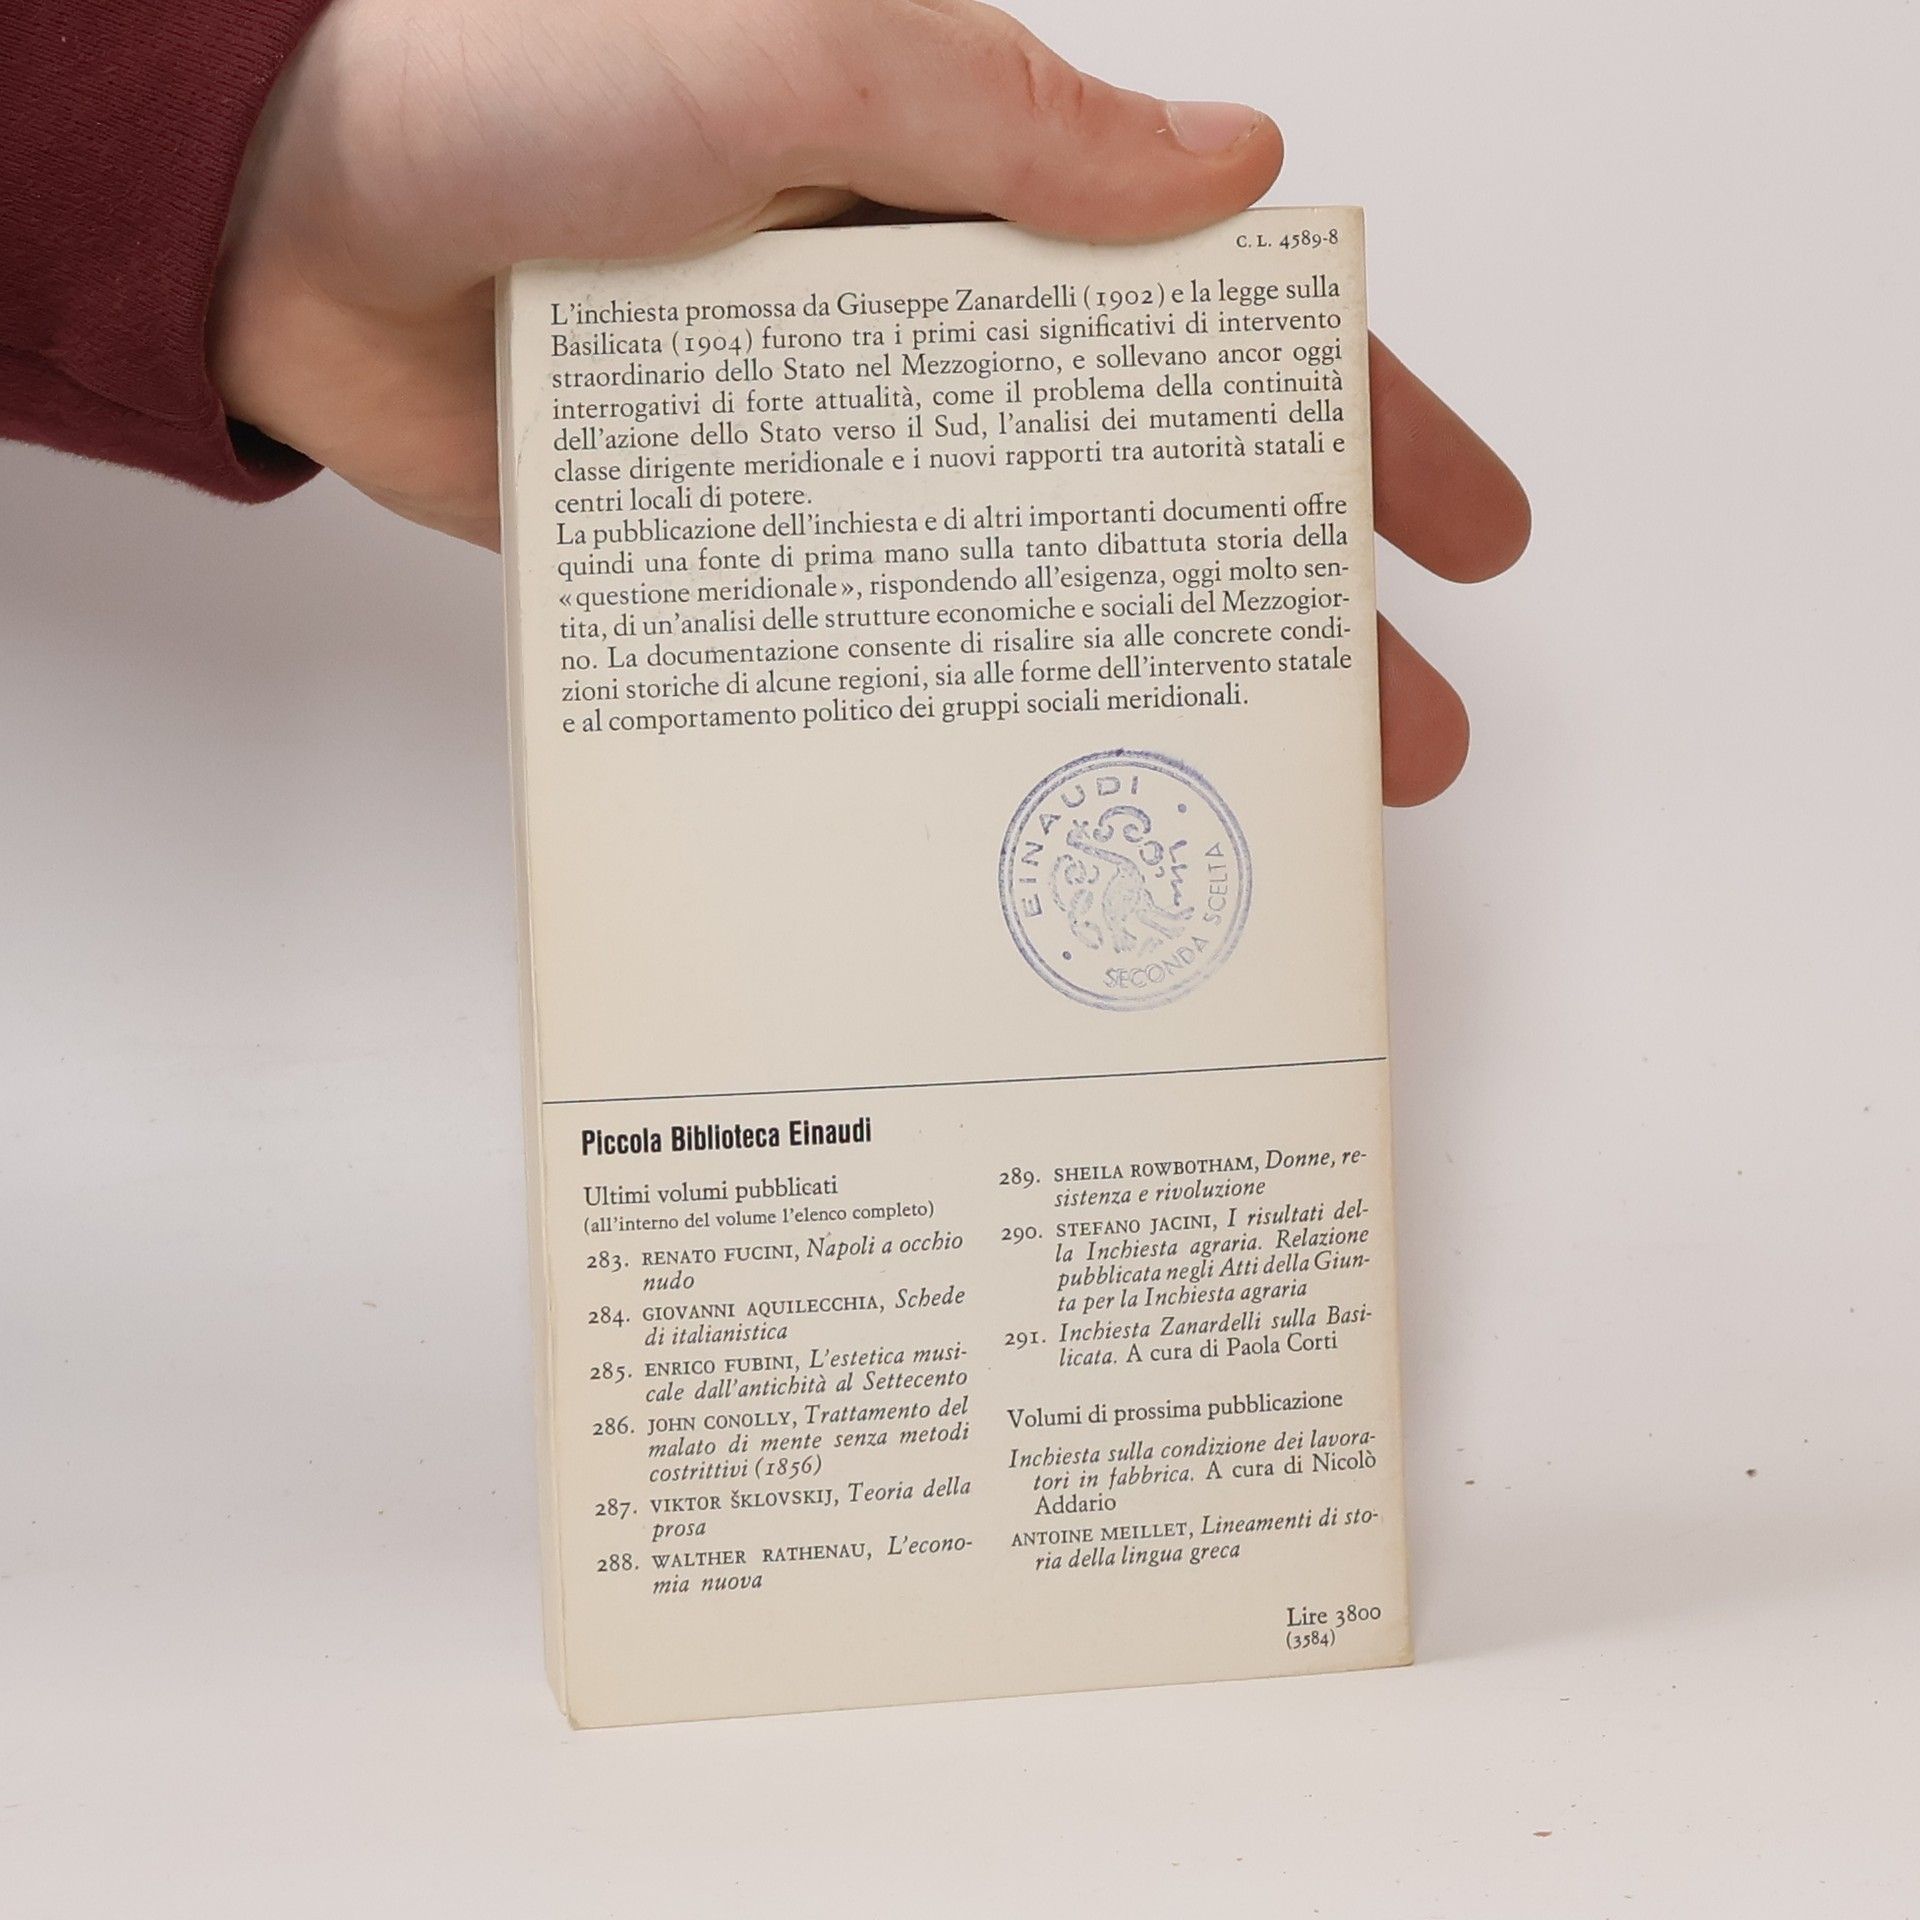 C. L. 4589-8
L'inchiesta promossa da Giuseppe Zanardelli (1902) e la legge sulla
Basilicata (1904) furono tra i primi casi significativi di intervento
straordinario dello Stato nel Mezzogiorno, e sollevano ancor oggi
interrogativi di forte attualità, come il problema della continuità
dell'azione dello Stato verso il Sud, l'analisi dei mutamenti della
classe dirigente meridionale e i nuovi rapporti tra autorità statali e
centri locali di potere.
La pubblicazione dell'inchiesta e di altri importanti documenti offre
quindi una fonte di prima mano sulla tanto dibattuta storia della
«questione meridionale», rispondendo all'esigenza, oggi molto sen-
tita, di un'analisi delle strutture economiche e sociali del Mezzogior-
no. La documentazione consente di risalire sia alle concrete condi-
zioni storiche di alcune regioni, sia alle forme dell'intervento statale
e al comportamento politico dei gruppi sociali meridionali.
EINAUDI
SECONDA SCELTA
Piccola Biblioteca Einaudi
Ultimi volumi pubblicati
(all'interno del volume l'elenco completo)
283. RENATO FUCINI, Napoli a occhio
nudo
284. GIOVANNI AQUILECCHIA, Schede
di italianistica
285. ENRICO FUBINI, L'estetica musi-
cale dall'antichità al Settecento
286. JOHN CONOLLY, Trattamento del
malato di mente senza metodi
costrittivi (1856)
287. VIKTOR ŠKLOVSKIJ, Teoria della
prosa
288. WALTHER RATHENAU, L'econo-
mia nuova
289. SHEILA ROWBOTHAM, Donne, re-
sistenza e rivoluzione
290. STEFANO JACINI, I risultati del-
la Inchiesta agraria. Relazione
pubblicata negli Atti della Giun-
ta per la Inchiesta agraria
291. Inchiesta Zanardelli sulla Basi-
licata. A cura di Paola Corti
Volumi di prossima pubblicazione
Inchiesta sulla condizione dei lavora-
tori in fabbrica. A cura di Nicolò
Addario
ANTOINE MEILLET, Lineamenti di sto-
ria della lingua greca
Lire 3800
(3584)